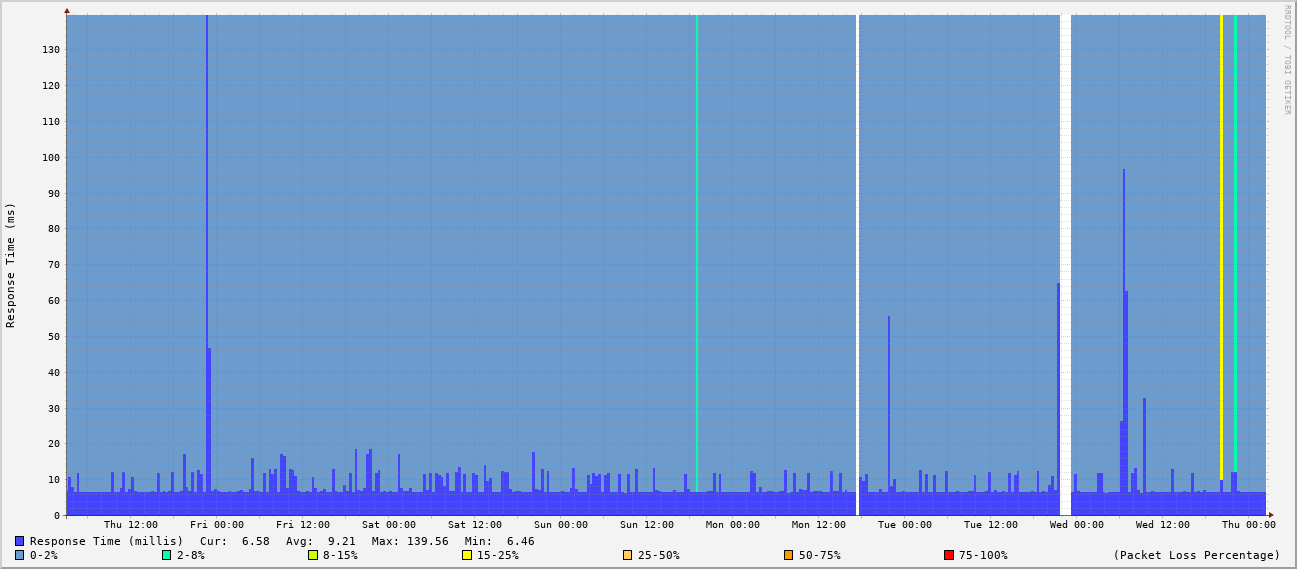 RRDTOOL / TOBI OETIKER
Response Time (ms)
130
120
110
100
90
80
70
60
50
40
30
20
10
0
Thu 12:00 Fri 00:00 Fri 12:00 Sat 00:00 Sat 12:00 Sun 00:00 Sun 12:00 Mon 00:00 Mon 12:00 Tue 00:00 Tue 12:00 Wed 00:00 Wed 12:00 Thu 00:00
Response Time (millis) Cur: 6.58 Avg: 9.21 Max: 139.56 Min: 6.46
0-2% 2-8% 8-15% 15-25% 25-50% 50-75% 75-100% (Packet Loss Percentage)